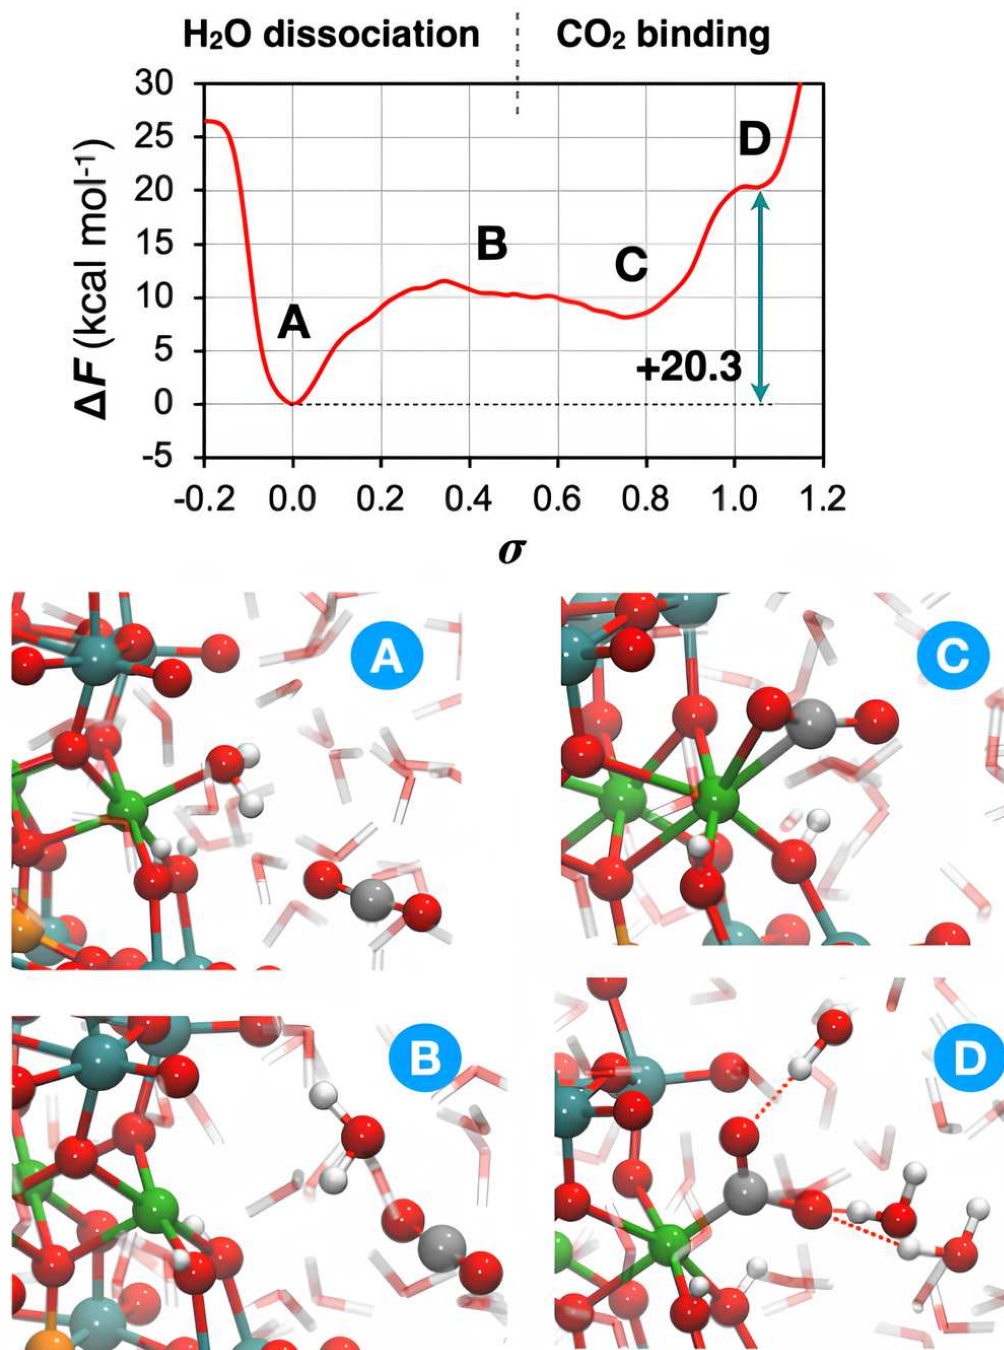 H₂O dissociation CO₂ binding
30
25
20
15
10
5
0
-5
ΔF (kcal mol⁻¹)
A
B
C
D
+20.3
-0.2 0.0 0.2 0.4 0.6 0.8 1.0 1.2
σ
A
C
B
D